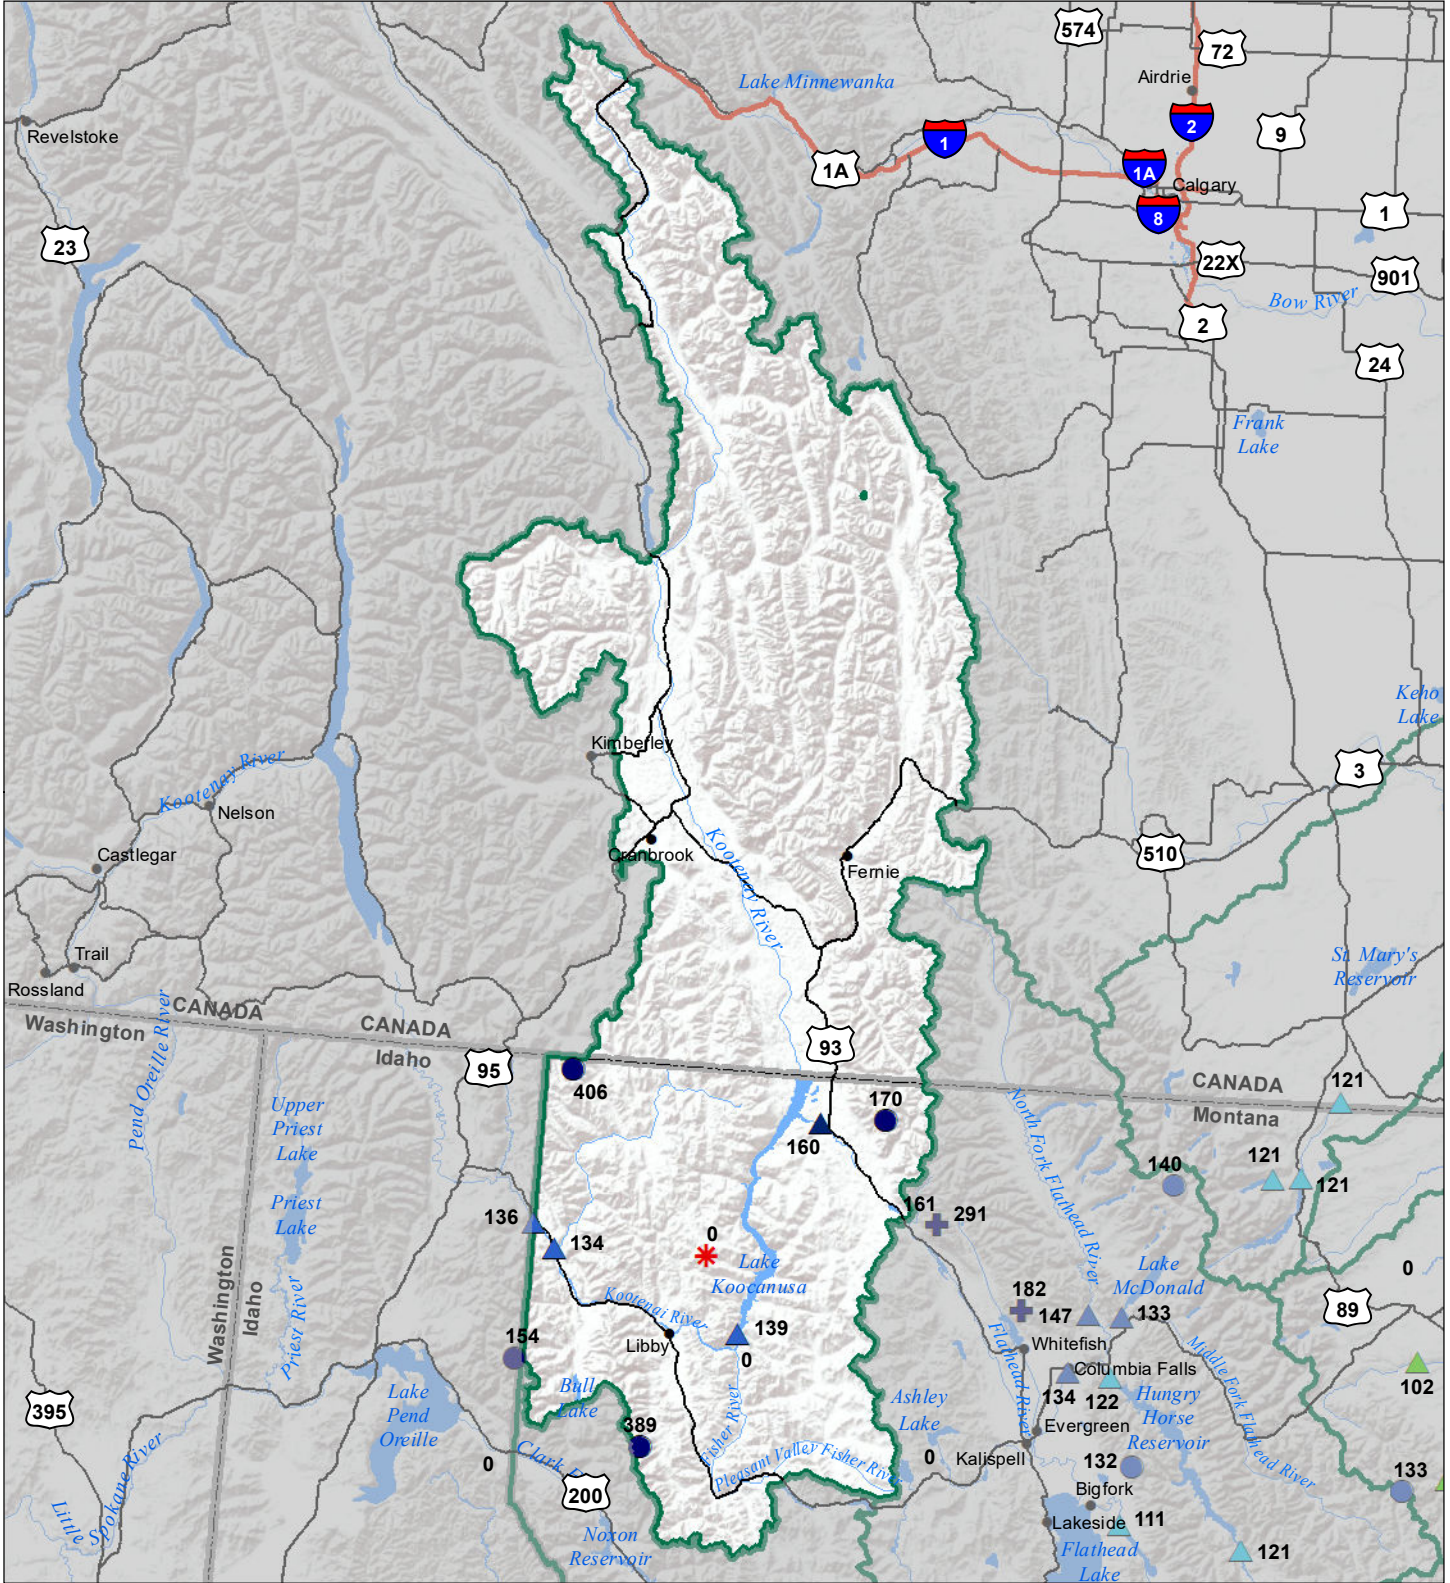 574
72
Airdrie
Lake Minnewanka
2
9
1
1A
1A
Revelstoke
Calgary
8
1
23
22X
901
Bow River
2
24
Frank
Lake
Keho
Lake
Kimberley
Kootenay River
3
Nelson
Kootenay River
Castlegar
Cranbrook
510
Fernie
Trail
St. Mary's
Reservoir
Rossland
CANADA
Washington
CANADA
Idaho
93
95
Pend Oreille River
406
170
CANADA
Montana
121
Upper
Priest
Lake
160
North Fork Flathead River
140
121
121
Priest
Lake
136
134
161
291
0
Lake
Koocanusa
Lake
McDonald
0
Washington
Idaho
Priest River
Kootenai River
182
147
133
89
154
Libby
139
0
Flathead River
Whitefish
Middle Fork Flathead River
Columbia Falls
102
Bull
Lake
134
122
395
Lake
Pend
Oreille
Ashley
Lake
Hungry
Horse
Reservoir
389
Fisher River
Evergreen
Kalispell
0
0
Clark
Pleasant Valley Fisher River
132
133
200
Bigfork
Little
Spokane River
Lakeside
111
Noxon
Reservoir
Flathead
Lake
121